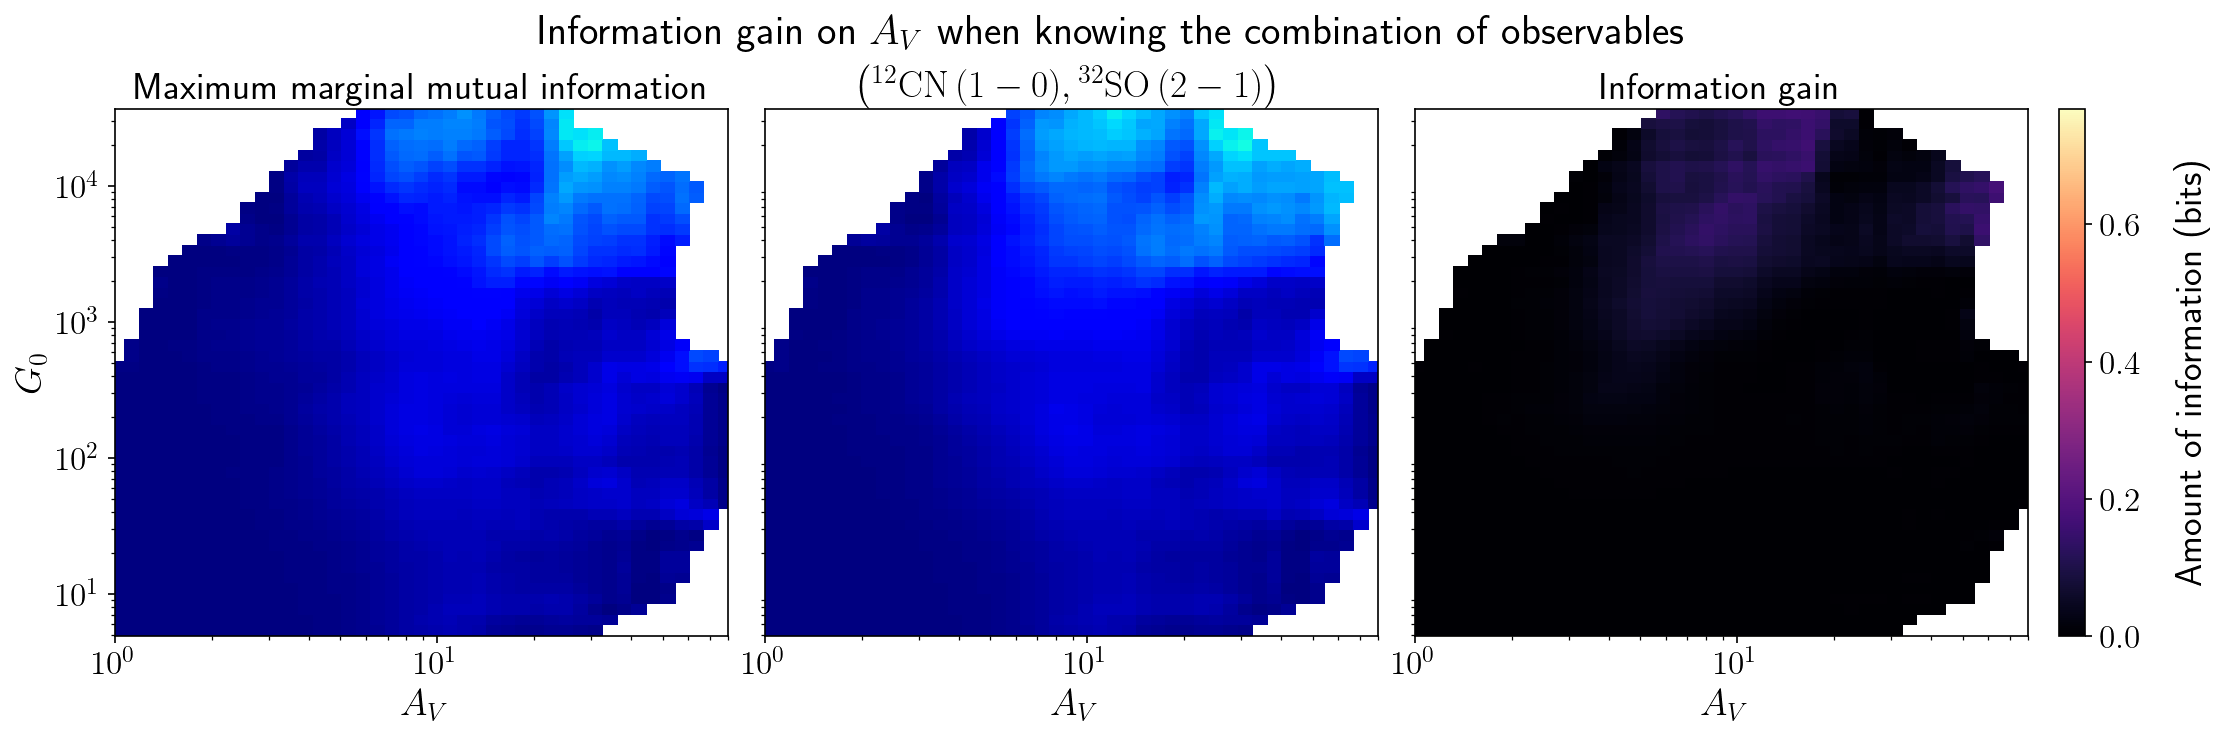 Information gain on $A_V$ when knowing the combination of observables
Maximum marginal mutual information
$\left(^{12}\mathrm{CN}\,(1-0), ^{32}\mathrm{SO}\,(2-1)\right)$
Information gain
$G_0$
$10^4$
$10^3$
$10^2$
$10^1$
$10^0$ $10^1$
$A_V$
$10^0$ $10^1$
$A_V$
$10^0$ $10^1$
$A_V$
0.6
0.4
0.2
0.0
Amount of information (bits)